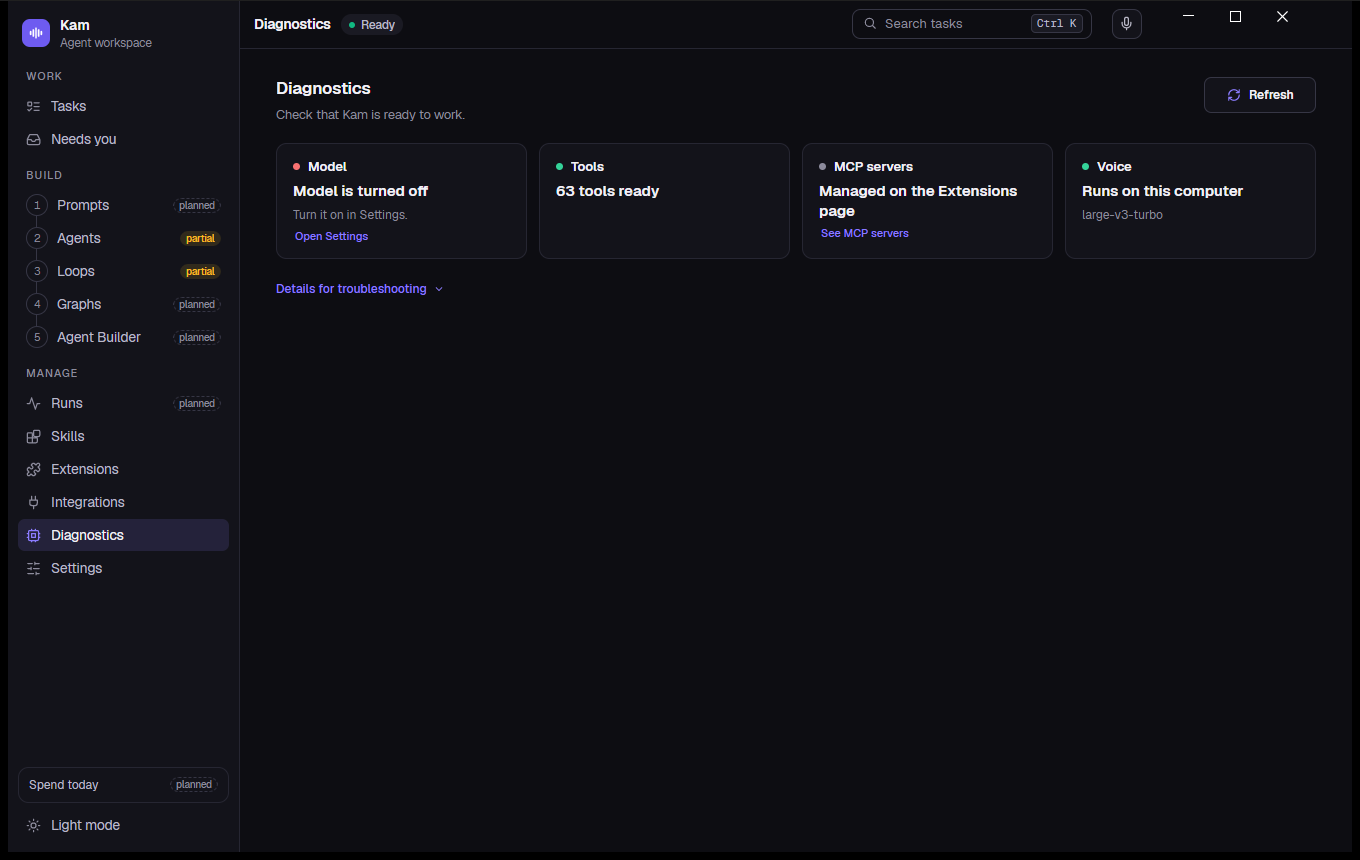 Kam
Agent workspace
WORK
Tasks
Needs you
BUILD
1 Prompts planned
2 Agents partial
3 Loops partial
4 Graphs planned
5 Agent Builder planned
MANAGE
Runs planned
Skills
Extensions
Integrations
Diagnostics
Settings
Spend today planned
Light mode
Diagnostics Ready
Search tasks Ctrl K
Diagnostics
Check that Kam is ready to work.
Refresh
Model
Model is turned off
Turn it on in Settings.
Open Settings
Tools
63 tools ready
MCP servers
Managed on the Extensions
page
See MCP servers
Voice
Runs on this computer
large-v3-turbo
Details for troubleshooting